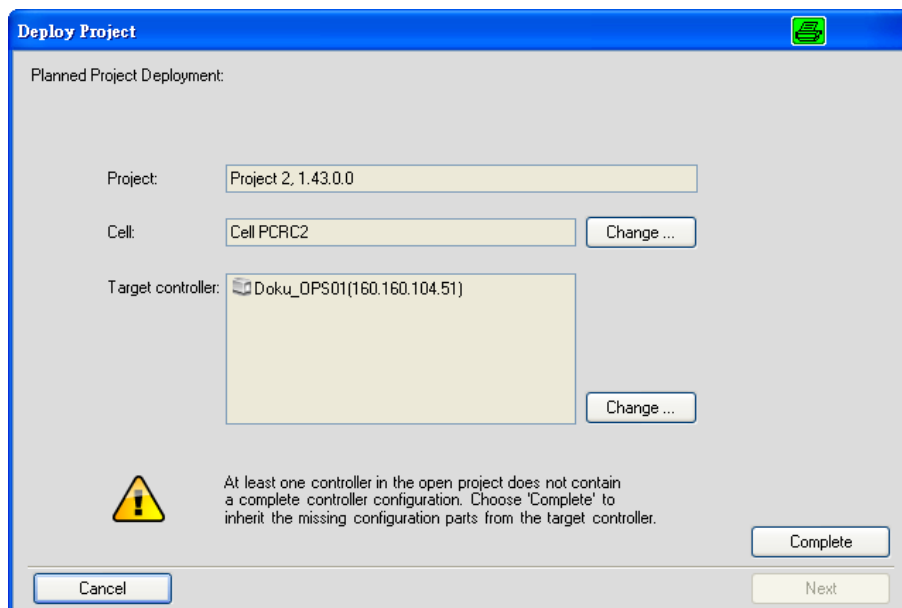 Deploy Project
Planned Project Deployment:
Project:
Project 2, 1.43.0.0
Cell:
Cell PCRC2
Change ...
Target controller:
Doku_OPS01(160.160.104.51)
Change ...
At least one controller in the open project does not contain
a complete controller configuration. Choose 'Complete' to
inherit the missing configuration parts from the target controller.
Complete
Cancel
Next